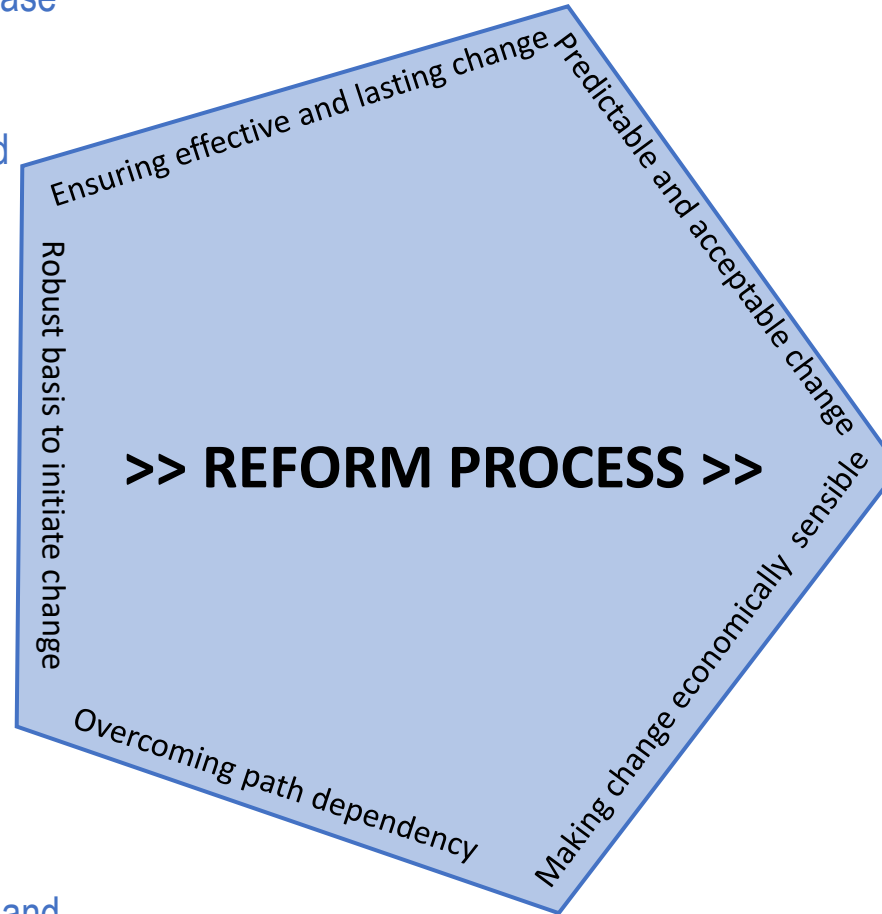 Ensuring effective and lasting change
Predictable and acceptable change
Robust basis to initiate change
>> REFORM PROCESS >>
Making change economically sensible
Overcoming path dependency
and